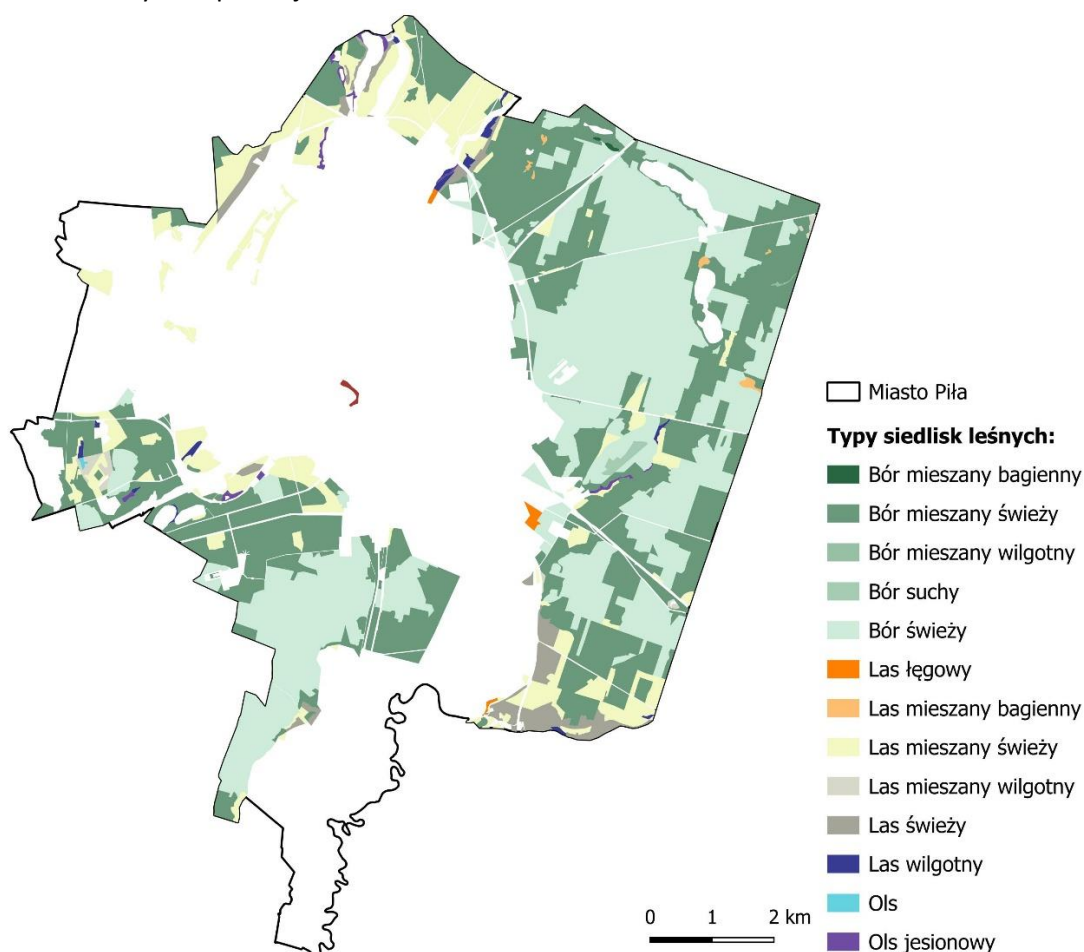 Miasto Piła
Typy siedlisk leśnych:
Bór mieszany bagienny
Bór mieszany świeży
Bór mieszany wilgotny
Bór suchy
Bór świeży
Las łęgowy
Las mieszany bagienny
Las mieszany świeży
Las mieszany wilgotny
Las świeży
Las wilgotny
Ols
Ols jesionowy
0 1 2 km